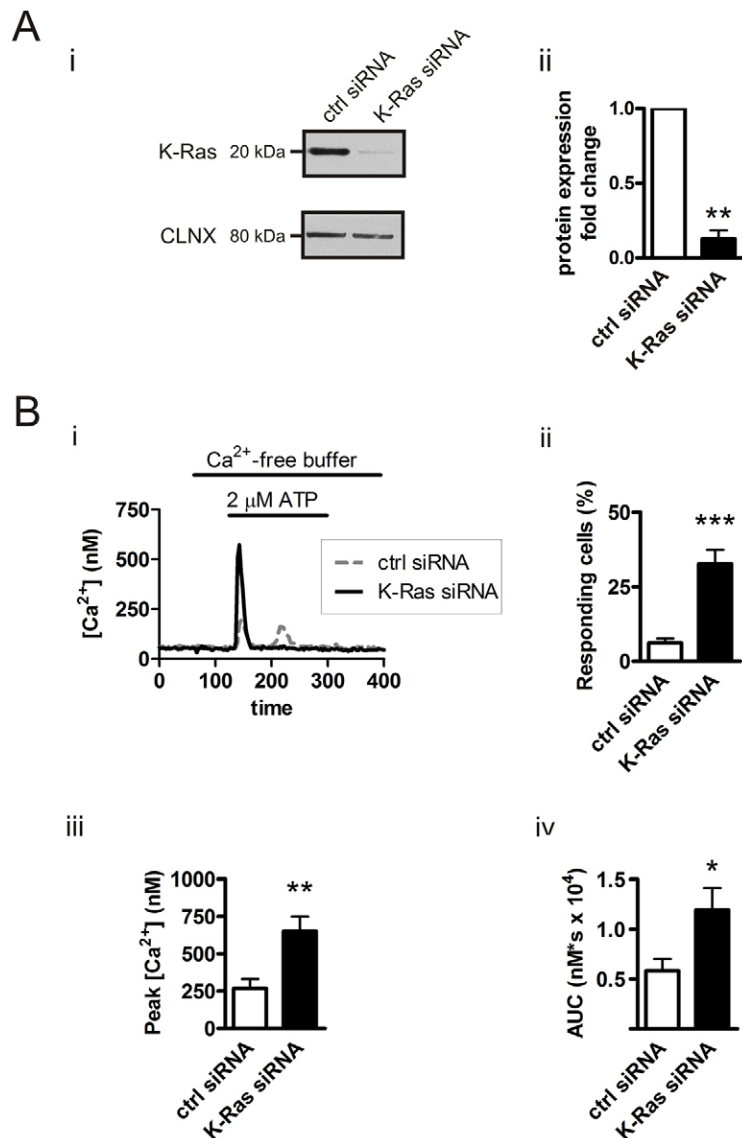 A
i
ctrl siRNA
K-Ras siRNA
K-Ras 20 kDa
CLNX 80 kDa
ii
protein expression
fold change
1.0
0.5
0.0
**
ctrl siRNA
K-Ras siRNA
B
i
Ca²⁺-free buffer
2 µM ATP
[Ca²⁺] (nM)
750
500
250
0
0 100 200 300 400
time
ctrl siRNA
K-Ras siRNA
ii
Responding cells (%)
50
25
0
***
ctrl siRNA
K-Ras siRNA
iii
Peak [Ca²⁺] (nM)
1000
750
500
250
0
**
ctrl siRNA
K-Ras siRNA
iv
AUC (nM*s x 10⁴)
1.5
1.0
0.5
*
ctrl siRNA
K-Ras siRNA